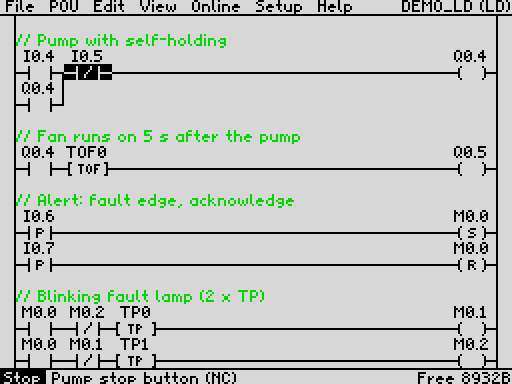 File POU Edit View Online Setup Help DEMO_LD (LD)
// Pump with self-holding
I0.4 I0.5 Q0.4
/
Q0.4
// Fan runs on 5 s after the pump
Q0.4 TOF0 Q0.5
TOF
// Alert: fault edge, acknowledge
I0.6 M0.0
P S
I0.7 M0.0
P R
// Blinking fault lamp (2 x TP)
M0.0 M0.2 TP0 M0.1
/ TP
M0.0 M0.1 TP1 M0.2
/ TP
Stop Pump stop button (NC) Free 8932B